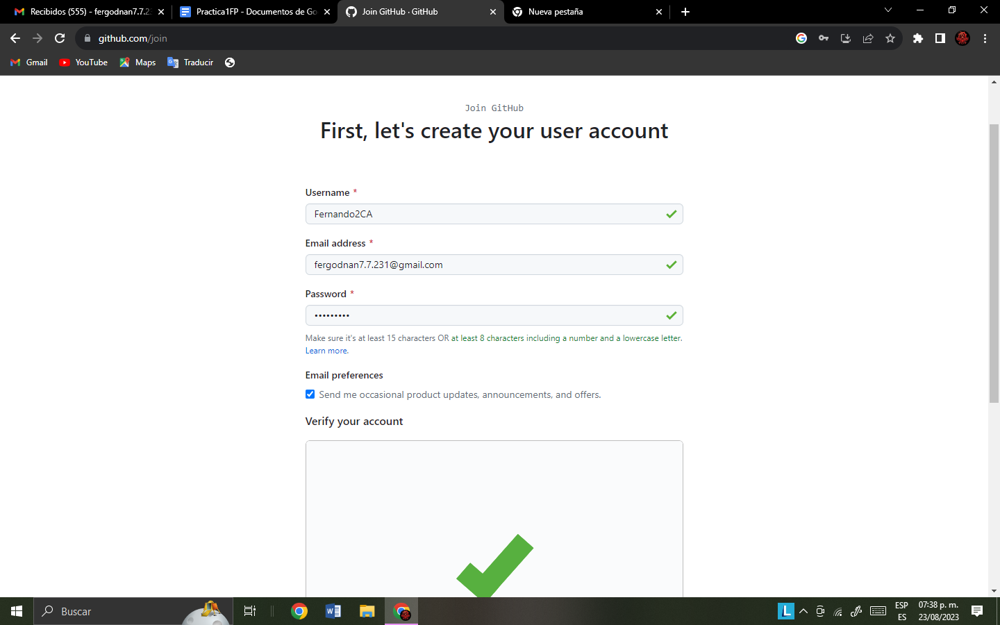 Recibidos (555) - fergodnan7.7.23
Practica1FP - Documentos de Go
Join GitHub · GitHub
Nueva pestaña
github.com/join
Gmail
YouTube
Maps
Traducir
Join GitHub
First, let's create your user account
Username *
Fernando2CA
Email address *
fergodnan7.7.231@gmail.com
Password *
•••••••••
Make sure it's at least 15 characters OR at least 8 characters including a number and a lowercase letter.
Learn more.
Email preferences
Send me occasional product updates, announcements, and offers.
Verify your account
Buscar
L
ESP
ES
07:38 p. m.
23/08/2023